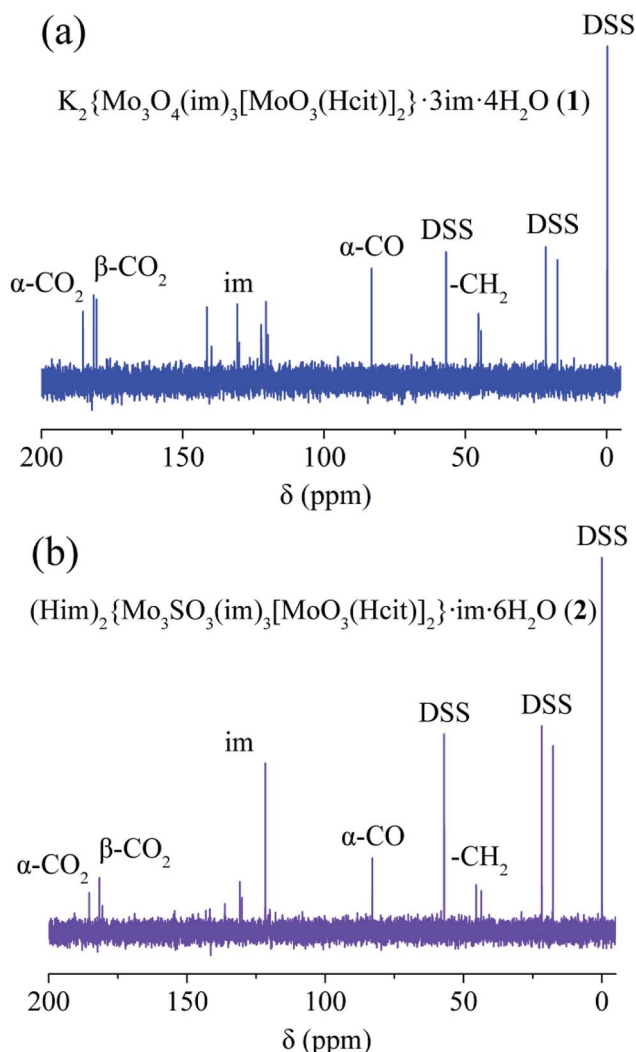 (a)
DSS
K₂{Mo₃O₄(im)₃[MoO₃(Hcit)]₂}·3im·4H₂O (1)
α-CO₂
β-CO₂
im
α-CO
DSS
-CH₂
DSS
200 150 100 50 0
δ (ppm)
(b)
DSS
(Him)₂{Mo₃SO₃(im)₃[MoO₃(Hcit)]₂}·im·6H₂O (2)
α-CO₂
β-CO₂
im
α-CO
DSS
-CH₂
DSS
200 150 100 50 0
δ (ppm)